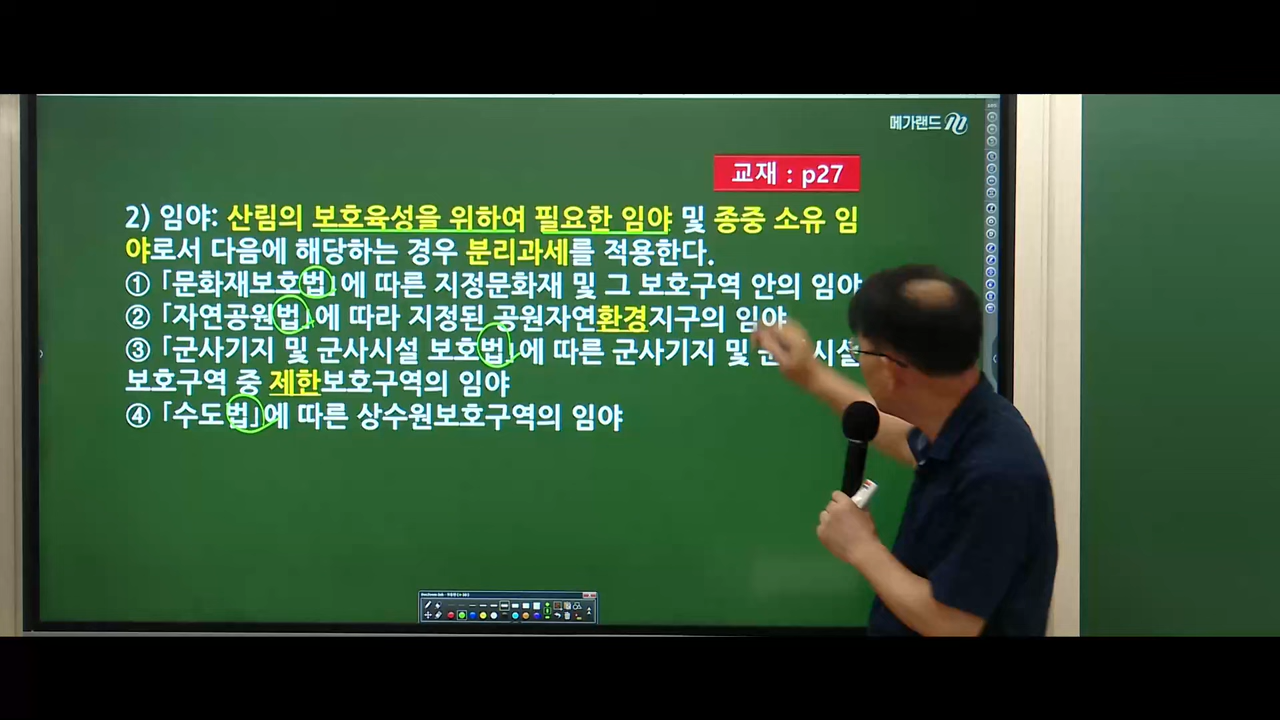 메가랜드
교재 : p27
2) 임야: 산림의 보호육성을 위하여 필요한 임야 및 종중 소유 임
야로서 다음에 해당하는 경우 분리과세를 적용한다.
① 「문화재보호법」에 따른 지정문화재 및 그 보호구역 안의 임야
② 「자연공원법」에 따라 지정된 공원자연환경지구의 임야
③ 「군사기지 및 군사시설 보호법」에 따른 군사기지 및 시설
보호구역 중 제한보호구역의 임야
④ 「수도법」에 따른 상수원보호구역의 임야